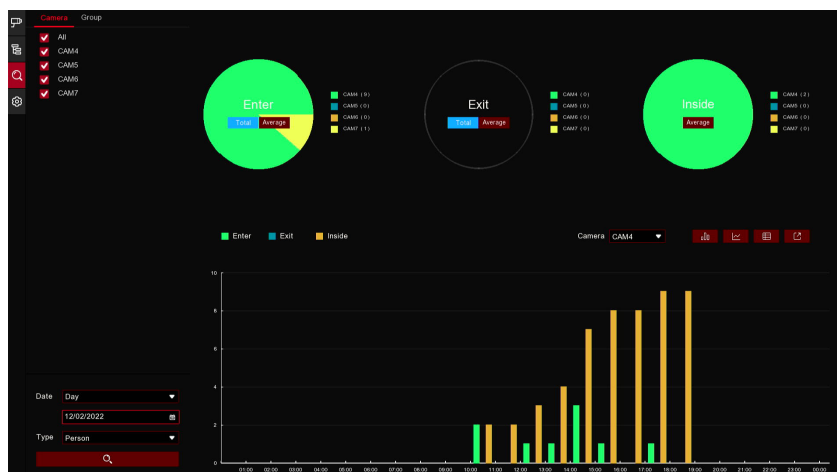 Camera Group
All
CAM4
CAM5
CAM6
CAM7
Enter
Total Average
CAM4 ( 9 )
CAM5 ( 0 )
CAM6 ( 0 )
CAM7 ( 1 )
Exit
Total Average
CAM4 ( 0 )
CAM5 ( 0 )
CAM6 ( 0 )
CAM7 ( 0 )
Inside
Average
CAM4 ( 2 )
CAM5 ( 0 )
CAM6 ( 0 )
CAM7 ( 0 )
Enter Exit Inside
Camera CAM4
10
8
6
4
2
0
01:00 02:00 03:00 04:00 05:00 06:00 07:00 08:00 09:00 10:00 11:00 12:00 13:00 14:00 15:00 16:00 17:00 18:00 19:00 20:00 21:00 22:00 23:00 00:00
Date Day
12/02/2022
Type Person